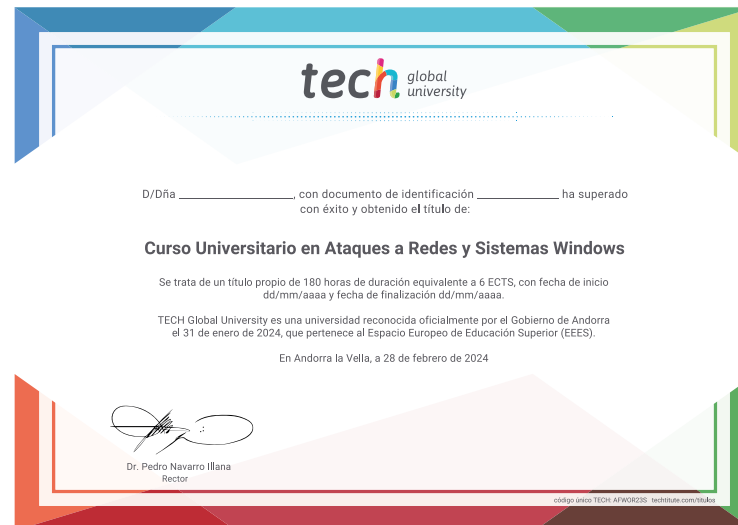 tech global
university
D/Dña ____________________, con documento de identificación ______________ ha superado
con éxito y obtenido el título de:
Curso Universitario en Ataques a Redes y Sistemas Windows
Se trata de un título propio de 180 horas de duración equivalente a 6 ECTS, con fecha de inicio
dd/mm/aaaa y fecha de finalización dd/mm/aaaa.
TECH Global University es una universidad reconocida oficialmente por el Gobierno de Andorra
el 31 de enero de 2024, que pertenece al Espacio Europeo de Educación Superior (EEES).
En Andorra la Vella, a 28 de febrero de 2024
Dr. Pedro Navarro Illana
Rector
código único TECH: AFWOR23S techtitute.com/titulos